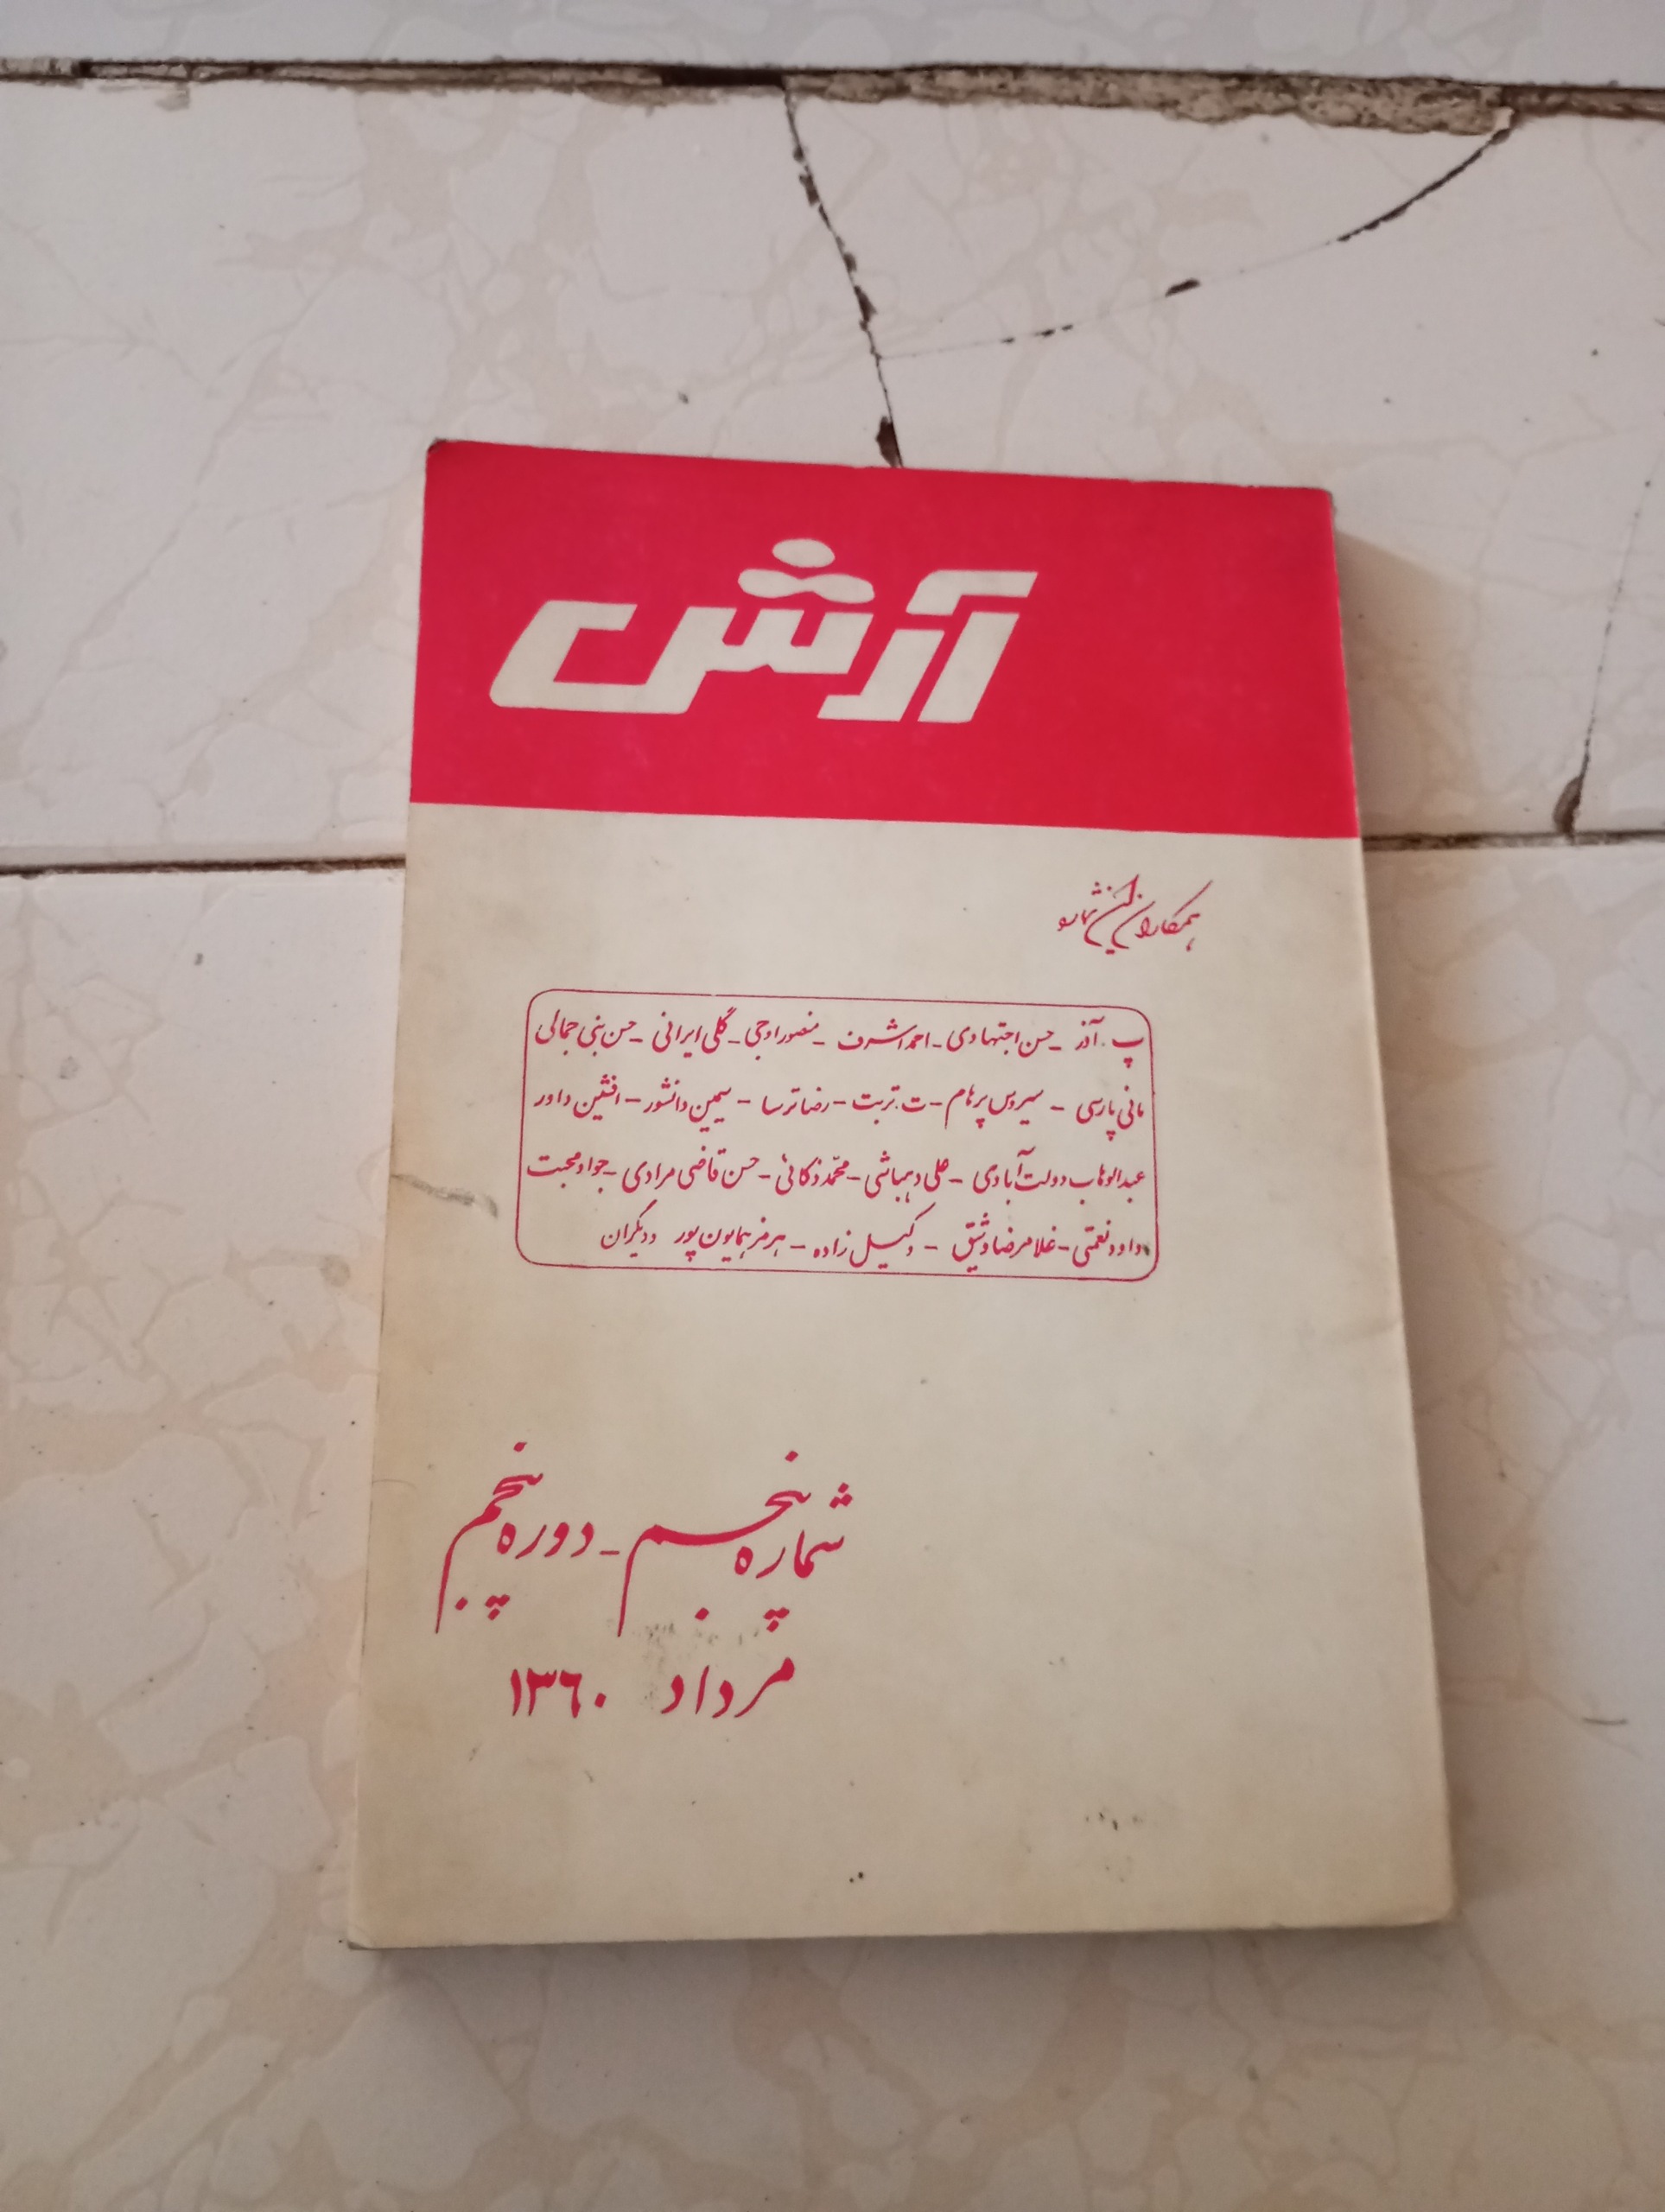 آرش
همکاران این شماره
پ. آذر - حسن اجتهادی - احمد اشرف - منصور اوجی - گلی ایرانی - حسن بنی جمالی
مانی پارسی - سیروس پرهام - ت. تربت - رضا ترسا - سیمین دانشور - افشین داور
عبدالوهاب دولت آبادی - علی دهباشی - محمد ذکائی - حسن قاضی مرادی - جواد محبت
داود نعمتی - غلامرضا وثیق - وکیل زاده - هرمز همایون پور و دیگران
شماره پنجم - دوره پنجم
مرداد ۱۳۶۰